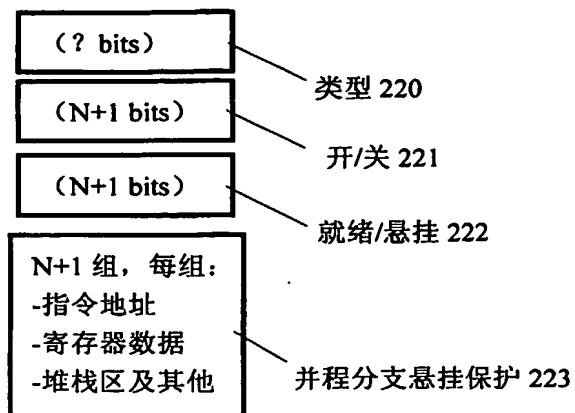 （? bits）
类型 220
（N+1 bits）
开/关 221
（N+1 bits）
就绪/悬挂 222
N+1 组，每组：
-指令地址
-寄存器数据
-堆栈区及其他
并程分支悬挂保护 223